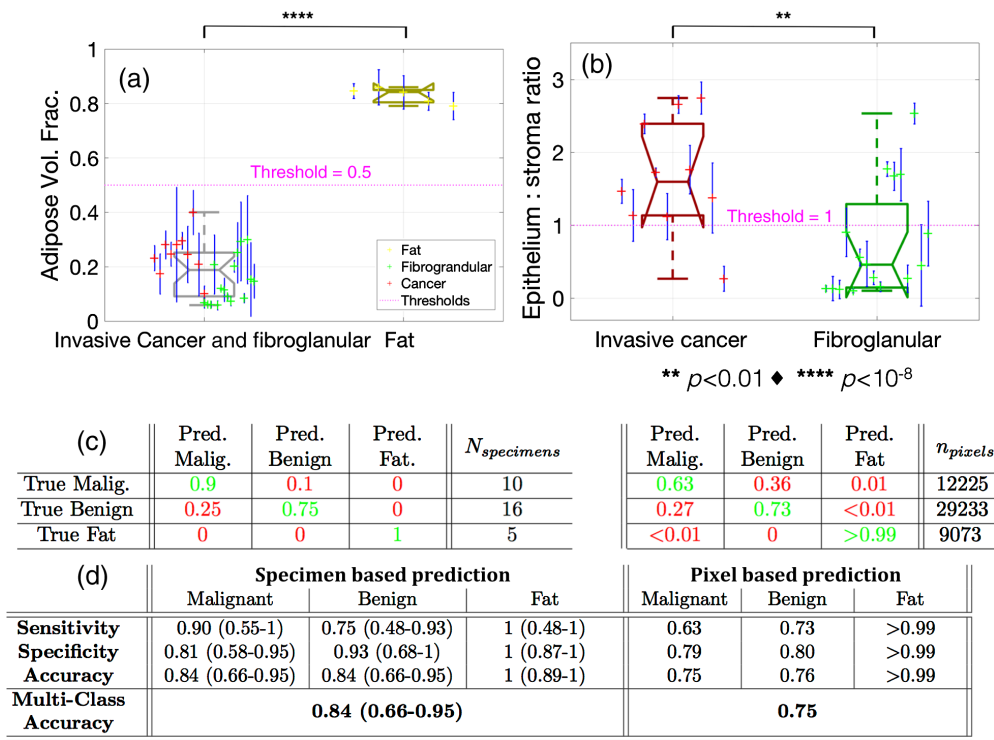 ****
**
(a)
Adipose Vol. Frac.
1
0.8
0.6
0.4
0.2
0
Threshold = 0.5
Fat
Fibrograndular
Cancer
Thresholds
Invasive Cancer and fibroglanular
Fat
(b)
Epithelium : stroma ratio
3
2
1
0
Threshold = 1
Invasive cancer
Fibroglanular
** p<0.01 ♦ **** p<10-8
(c)
Pred. Malig. Pred. Benign Pred. Fat. Nspecimens
True Malig. 0.9 0.1 0 10
True Benign 0.25 0.75 0 16
True Fat 0 0 1 5
Pred. Malig. Pred. Benign Pred. Fat npixels
0.63 0.36 0.01 12225
0.27 0.73 <0.01 29233
<0.01 0 >0.99 9073
(d)
Specimen based prediction Pixel based prediction
Malignant Benign Fat Malignant Benign Fat
Sensitivity 0.90 (0.55-1) 0.75 (0.48-0.93) 1 (0.48-1) 0.63 0.73 >0.99
Specificity 0.81 (0.58-0.95) 0.93 (0.68-1) 1 (0.87-1) 0.79 0.80 >0.99
Accuracy 0.84 (0.66-0.95) 0.84 (0.66-0.95) 1 (0.89-1) 0.75 0.76 >0.99
Multi-Class Accuracy 0.84 (0.66-0.95) 0.75